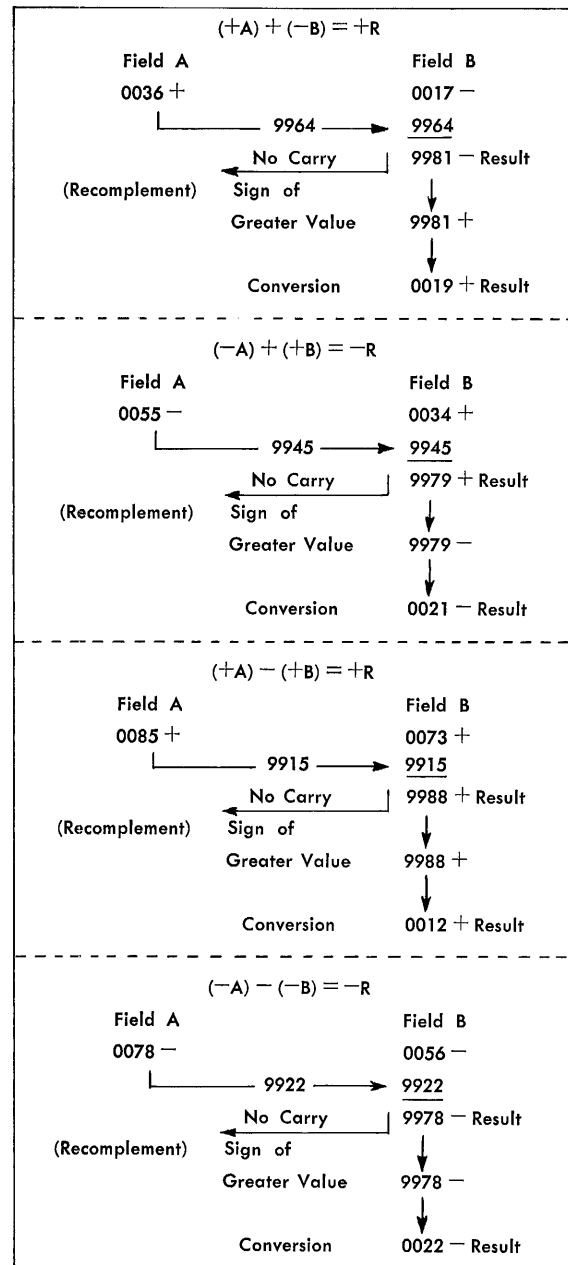 (+A) + (−B) = +R
Field A Field B
0036 + 0017 −
9964 9964
No Carry 9981 − Result
(Recomplement) Sign of
Greater Value 9981 +
Conversion 0019 + Result
(−A) + (+B) = −R
Field A Field B
0055 − 0034 +
9945 9945
No Carry 9979 + Result
(Recomplement) Sign of
Greater Value 9979 −
Conversion 0021 − Result
(+A) − (+B) = +R
Field A Field B
0085 + 0073 +
9915 9915
No Carry 9988 + Result
(Recomplement) Sign of
Greater Value 9988 +
Conversion 0012 + Result
(−A) − (−B) = −R
Field A Field B
0078 − 0056 −
9922 9922
No Carry 9978 − Result
(Recomplement) Sign of
Greater Value 9978 −
Conversion 0022 − Result